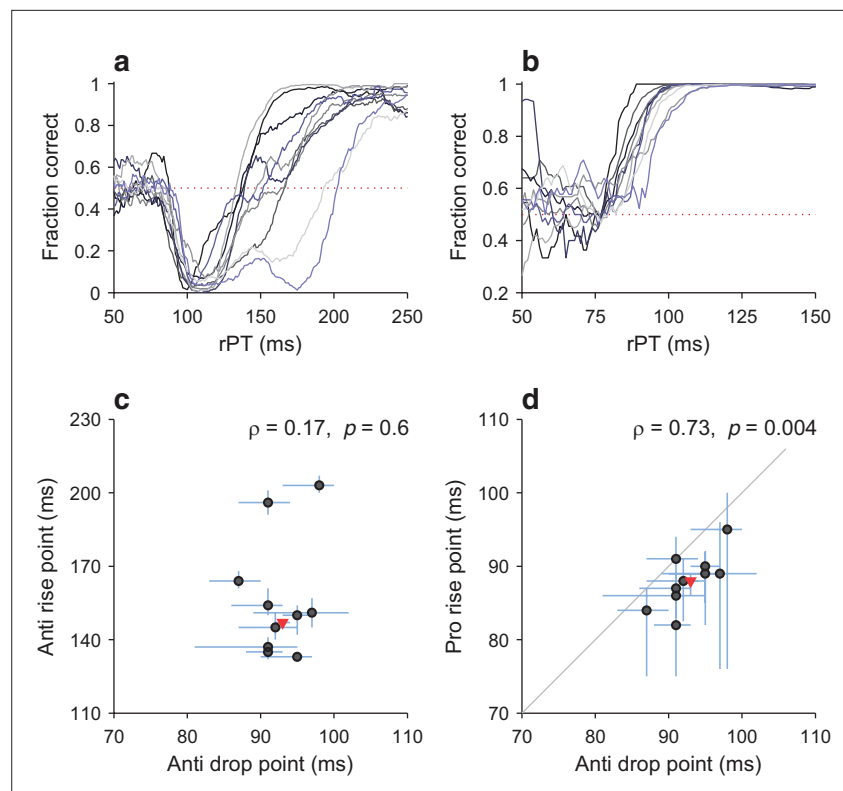 a
1
0.8
0.6
0.4
0.2
0
Fraction correct
50 100 150 200 250
rPT (ms)
b
1
0.8
0.6
0.4
0.2
Fraction correct
50 75 100 125 150
rPT (ms)
c
ρ = 0.17, p = 0.6
230
200
170
140
110
Anti rise point (ms)
70 80 90 100 110
Anti drop point (ms)
d
ρ = 0.73, p = 0.004
110
100
90
80
70
Pro rise point (ms)
70 80 90 100 110
Anti drop point (ms)